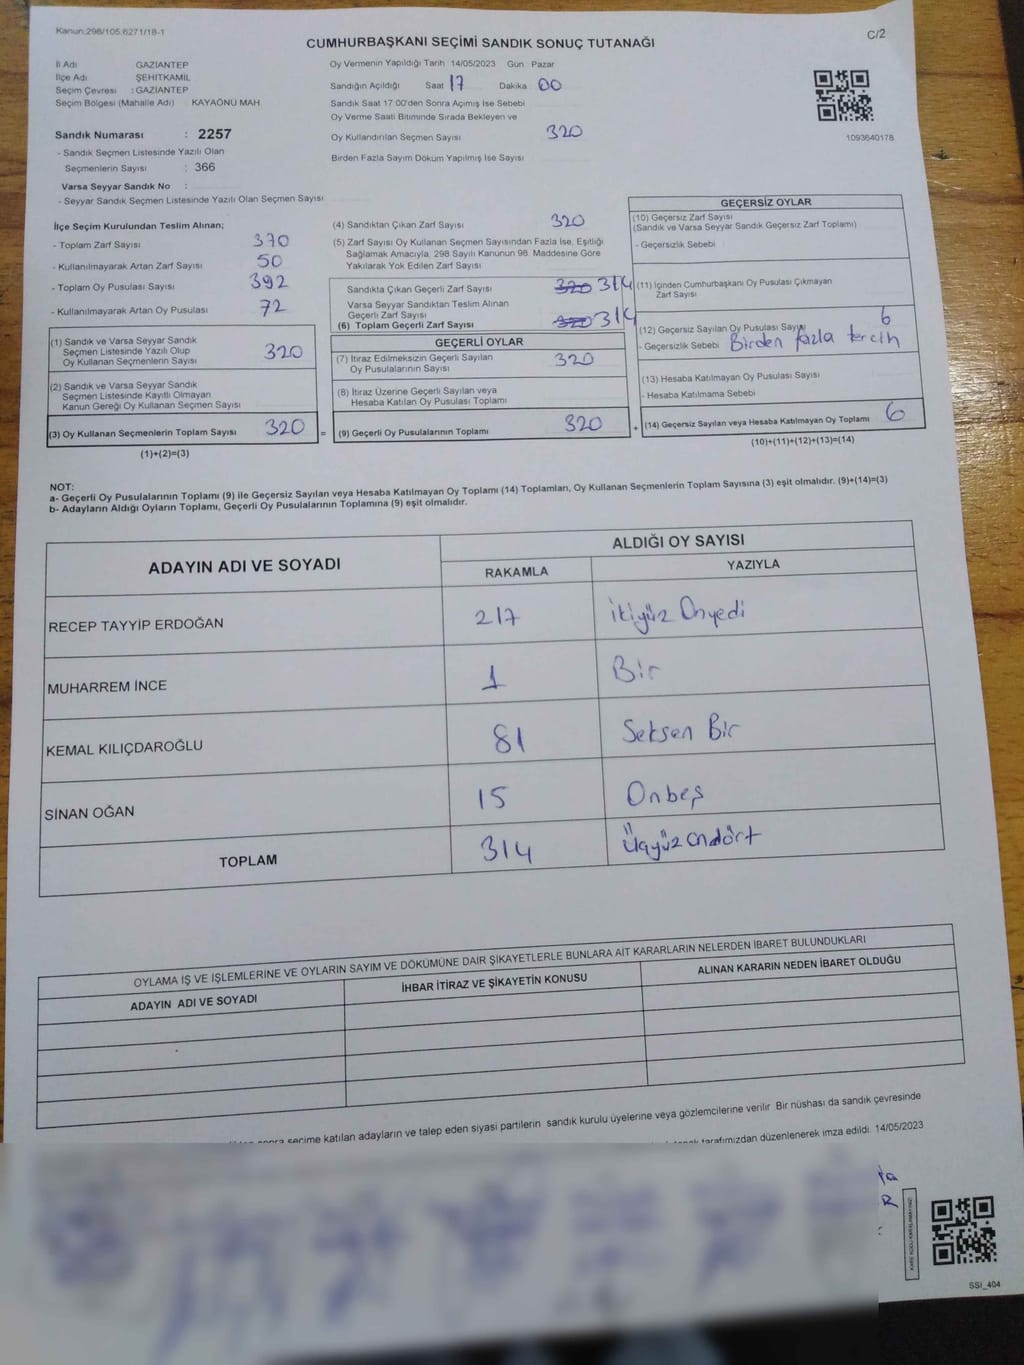 Kanun:298/105.6271/18-1
C/2
CUMHURBAŞKANI SEÇİMİ SANDIK SONUÇ TUTANAĞI
İl Adı GAZİANTEP
İlçe Adı ŞEHİTKAMİL
Seçim Çevresi : GAZİANTEP
Seçim Bölgesi (Mahalle Adı) KAYAÖNÜ MAH.
Sandık Numarası : 2257
- Sandık Seçmen Listesinde Yazılı Olan
Seçmenlerin Sayısı : 366
Varsa Seyyar Sandık No :
- Seyyar Sandık Seçmen Listesinde Yazılı Olan Seçmen Sayısı
Oy Vermenin Yapıldığı Tarih 14/05/2023 Gün Pazar
Sandığın Açıldığı Saat 17 Dakika 00
Sandık Saat 17.00'den Sonra Açımış İse Sebebi
Oy Verme Saati Bitiminde Sırada Bekleyen ve
Oy Kullandırılan Seçmen Sayısı 320
Birden Fazla Sayım Döküm Yapılmış İse Sayısı
1093640178
İlçe Seçim Kurulundan Teslim Alınan;
- Toplam Zarf Sayısı 370
- Kullanılmayarak Artan Zarf Sayısı 50
- Toplam Oy Pusulası Sayısı 392
- Kullanılmayarak Artan Oy Pusulası 72
(1) Sandık ve Varsa Seyyar Sandık
Seçmen Listesinde Yazılı Olup
Oy Kullanan Seçmenlerin Sayısı 320
(2) Sandık ve Varsa Seyyar Sandık
Seçmen Listesinde Kayıtlı Olmayan
Kanun Gereği Oy Kullanan Seçmen Sayısı
(3) Oy Kullanan Seçmenlerin Toplam Sayısı 320 =
(1)+(2)=(3)
(4) Sandıktan Çıkan Zarf Sayısı 320
(5) Zarf Sayısı Oy Kullanan Seçmen Sayısından Fazla İse, Eşitliği
Sağlamak Amacıyla, 298 Sayılı Kanunun 98. Maddesine Göre
Yakılarak Yok Edilen Zarf Sayısı
Sandıkta Çıkan Geçerli Zarf Sayısı 320 314
Varsa Seyyar Sandıktan Teslim Alınan
Geçerli Zarf Sayısı
(6) Toplam Geçerli Zarf Sayısı 320 314
GEÇERLİ OYLAR
(7) İtiraz Edilmeksizin Geçerli Sayılan
Oy Pusulalarının Sayısı 320
(8) İtiraz Üzerine Geçerli Sayılan veya
Hesaba Katılan Oy Pusulası Toplamı
(9) Geçerli Oy Pusulalarının Toplamı 320 +
GEÇERSİZ OYLAR
(10) Geçersiz Zarf Sayısı
(Sandık ve Varsa Seyyar Sandık Geçersiz Zarf Toplamı)
- Geçersizlik Sebebi
(11) İçinden Cumhurbaşkanı Oy Pusulası Çıkmayan
Zarf Sayısı
(12) Geçersiz Sayılan Oy Pusulası Sayısı 6
- Geçersizlik Sebebi Birden fazla tercih
(13) Hesaba Katılmayan Oy Pusulası Sayısı
- Hesaba Katılmama Sebebi
(14) Geçersiz Sayılan veya Hesaba Katılmayan Oy Toplamı 6
(10)+(11)+(12)+(13)=(14)
NOT:
a- Geçerli Oy Pusulalarının Toplamı (9) ile Geçersiz Sayılan veya Hesaba Katılmayan Oy Toplamı (14) Toplamları, Oy Kullanan Seçmenlerin Toplam Sayısına (3) eşit olmalıdır. (9)+(14)=(3)
b- Adayların Aldığı Oyların Toplamı, Geçerli Oy Pusulalarının Toplamına (9) eşit olmalıdır.
ADAYIN ADI VE SOYADI ALDIĞI OY SAYISI
RAKAMLA YAZIYLA
RECEP TAYYİP ERDOĞAN 217 İkiyüz Onyedi
MUHARREM İNCE 1 Bir
KEMAL KILIÇDAROĞLU 81 Seksen Bir
SİNAN OĞAN 15 Onbeş
TOPLAM 314 Üçyüz ondört
OYLAMA İŞ VE İŞLEMLERİNE VE OYLARIN SAYIM VE DÖKÜMÜNE DAİR ŞİKAYETLERLE BUNLARA AİT KARARLARIN NELERDEN İBARET BULUNDUKLARI
ADAYIN ADI VE SOYADI İHBAR İTİRAZ VE ŞİKAYETİN KONUSU ALINAN KARARIN NEDEN İBARET OLDUĞU
sonra seçime katılan adayların ve talep eden siyasi partilerin sandık kurulu üyelerine veya gözlemcilerine verilir. Bir nüshası da sandık çevresinde
tarafımızdan düzenlenerek imza edildi. 14/05/2023
SSI_404